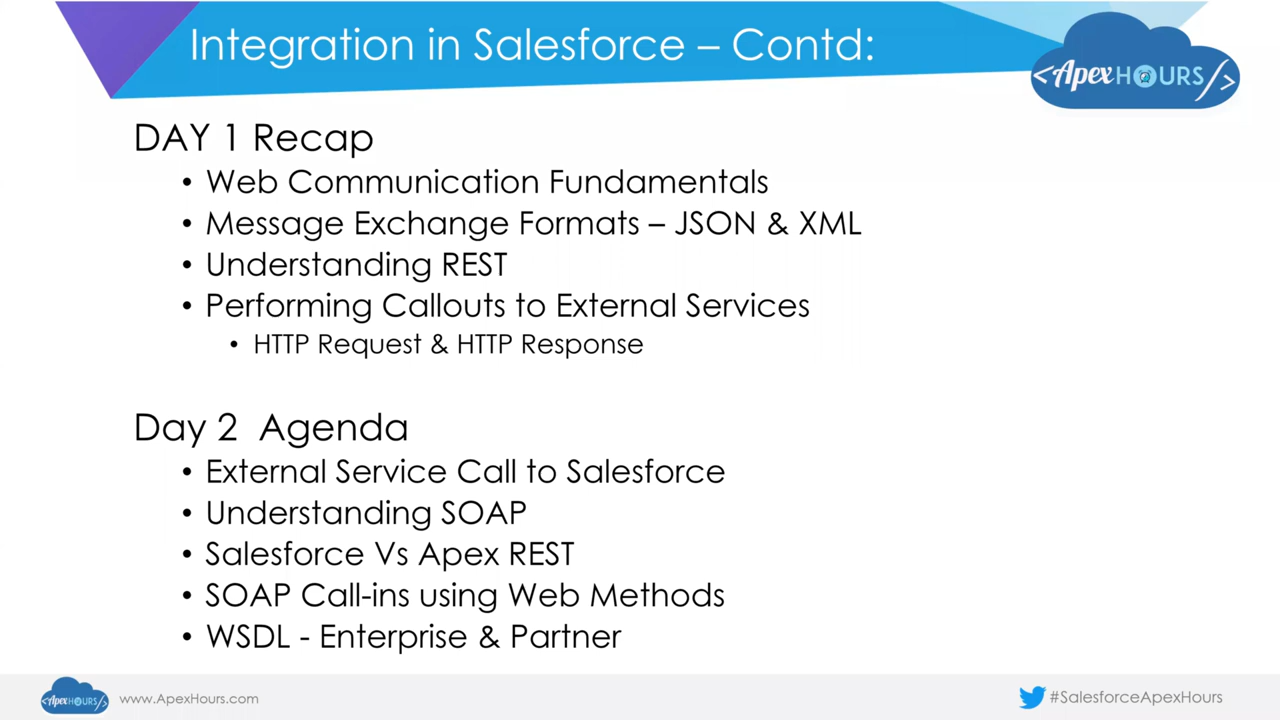 Integration in Salesforce – Contd:
<ApexHOURS/>
DAY 1 Recap
• Web Communication Fundamentals
• Message Exchange Formats – JSON & XML
• Understanding REST
• Performing Callouts to External Services
• HTTP Request & HTTP Response
Day 2 Agenda
• External Service Call to Salesforce
• Understanding SOAP
• Salesforce Vs Apex REST
• SOAP Call-ins using Web Methods
• WSDL - Enterprise & Partner
<ApexHOURS/>
www.ApexHours.com
#SalesforceApexHours